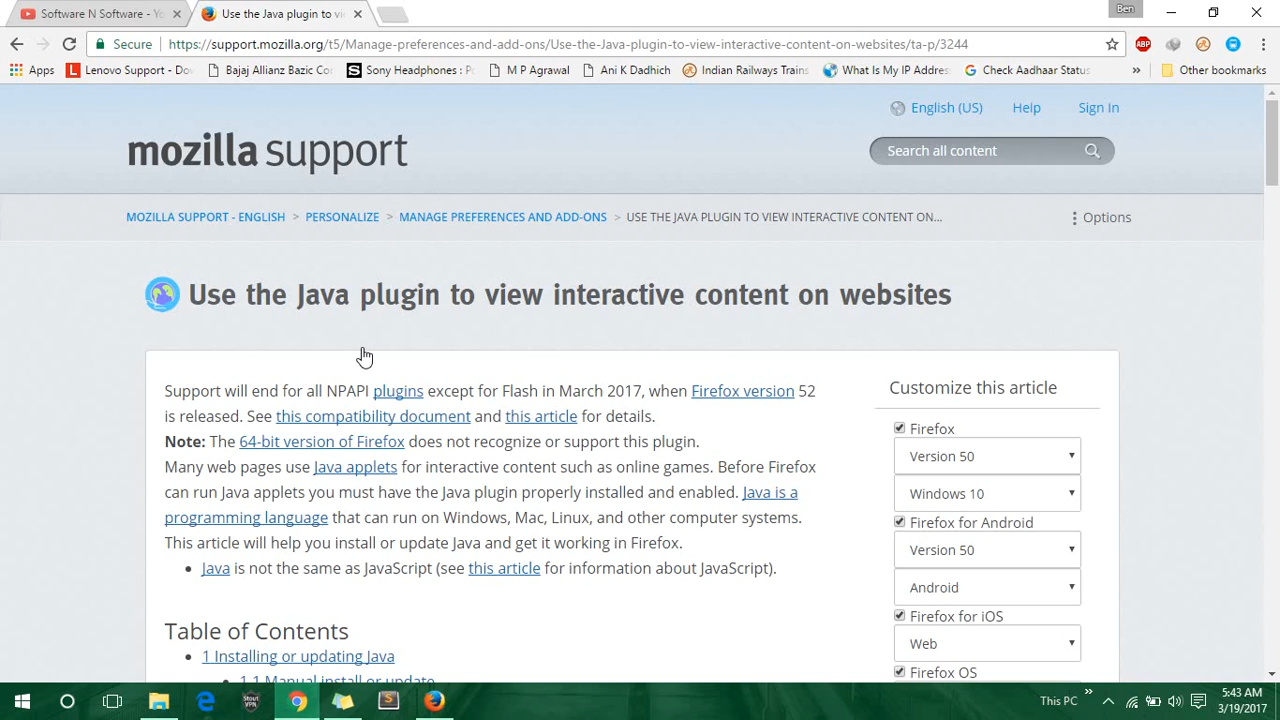 Software N Software - Yo
Use the Java plugin to vi
Ben
Secure
https://support.mozilla.org/t5/Manage-preferences-and-add-ons/Use-the-Java-plugin-to-view-interactive-content-on-websites/ta-p/3244
ABP
Apps L Lenovo Support - Dov Bajaj Allianz Bazic Co S Sony Headphones : P M P Agrawal Ani K Dadhich Indian Railways Trains What Is My IP Addres G Check Aadhaar Status » Other bookmarks
English (US) Help Sign In
mozilla support
Search all content
MOZILLA SUPPORT - ENGLISH > PERSONALIZE > MANAGE PREFERENCES AND ADD-ONS > USE THE JAVA PLUGIN TO VIEW INTERACTIVE CONTENT ON...
Options
Use the Java plugin to view interactive content on websites
Support will end for all NPAPI plugins except for Flash in March 2017, when Firefox version 52
is released. See this compatibility document and this article for details.
Note: The 64-bit version of Firefox does not recognize or support this plugin.
Many web pages use Java applets for interactive content such as online games. Before Firefox
can run Java applets you must have the Java plugin properly installed and enabled. Java is a
programming language that can run on Windows, Mac, Linux, and other computer systems.
This article will help you install or update Java and get it working in Firefox.
• Java is not the same as JavaScript (see this article for information about JavaScript).
Table of Contents
• 1 Installing or updating Java
• 1.1 Manual install or update
Customize this article
Firefox
Version 50
Windows 10
Firefox for Android
Version 50
Android
Firefox for iOS
Web
Firefox OS
This PC »
5:43 AM
3/19/2017